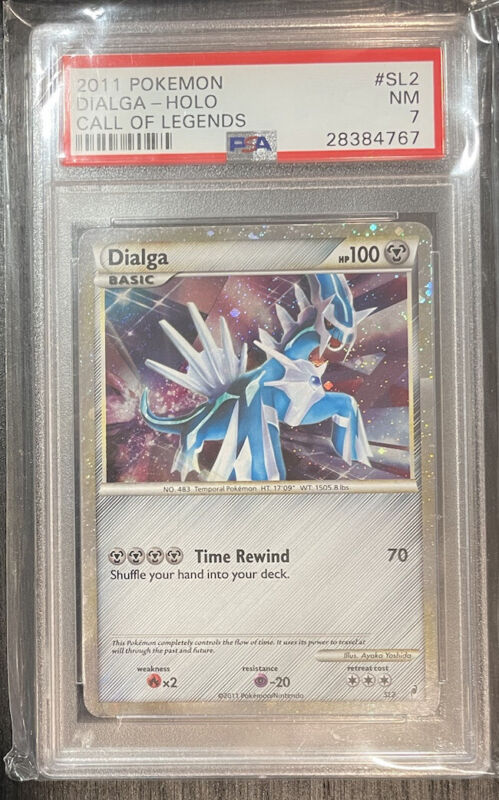 2011 POKEMON #SL2
DIALGA - HOLO NM
CALL OF LEGENDS 7
PSA 28384767
Dialga HP100
BASIC
NO. 483 Temporal Pokémon HT: 17'09" WT: 1505.8 lbs
Time Rewind 70
Shuffle your hand into your deck.
This Pokémon completely controls the flow of time. It uses its power to travel at
will through the past and future.
Illus. Ayaka Yoshida
weakness resistance retreat cost
x2 -20
©2011 Pokémon/Nintendo SL2